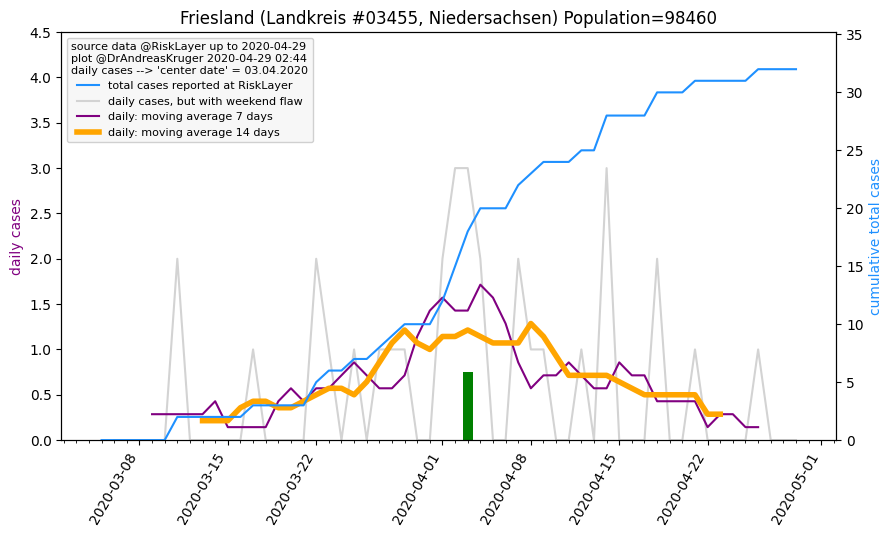 Friesland (Landkreis #03455, Niedersachsen) Population=98460
source data @RiskLayer up to 2020-04-29
plot @DrAndreasKruger 2020-04-29 02:44
daily cases --> 'center date' = 03.04.2020
total cases reported at RiskLayer
daily cases, but with weekend flaw
daily: moving average 7 days
daily: moving average 14 days
daily cases
4.5
4.0
3.5
3.0
2.5
2.0
1.5
1.0
0.5
0.0
cumulative total cases
35
30
25
20
15
10
5
0
2020-03-08
2020-03-15
2020-03-22
2020-04-01
2020-04-08
2020-04-15
2020-04-22
2020-05-01